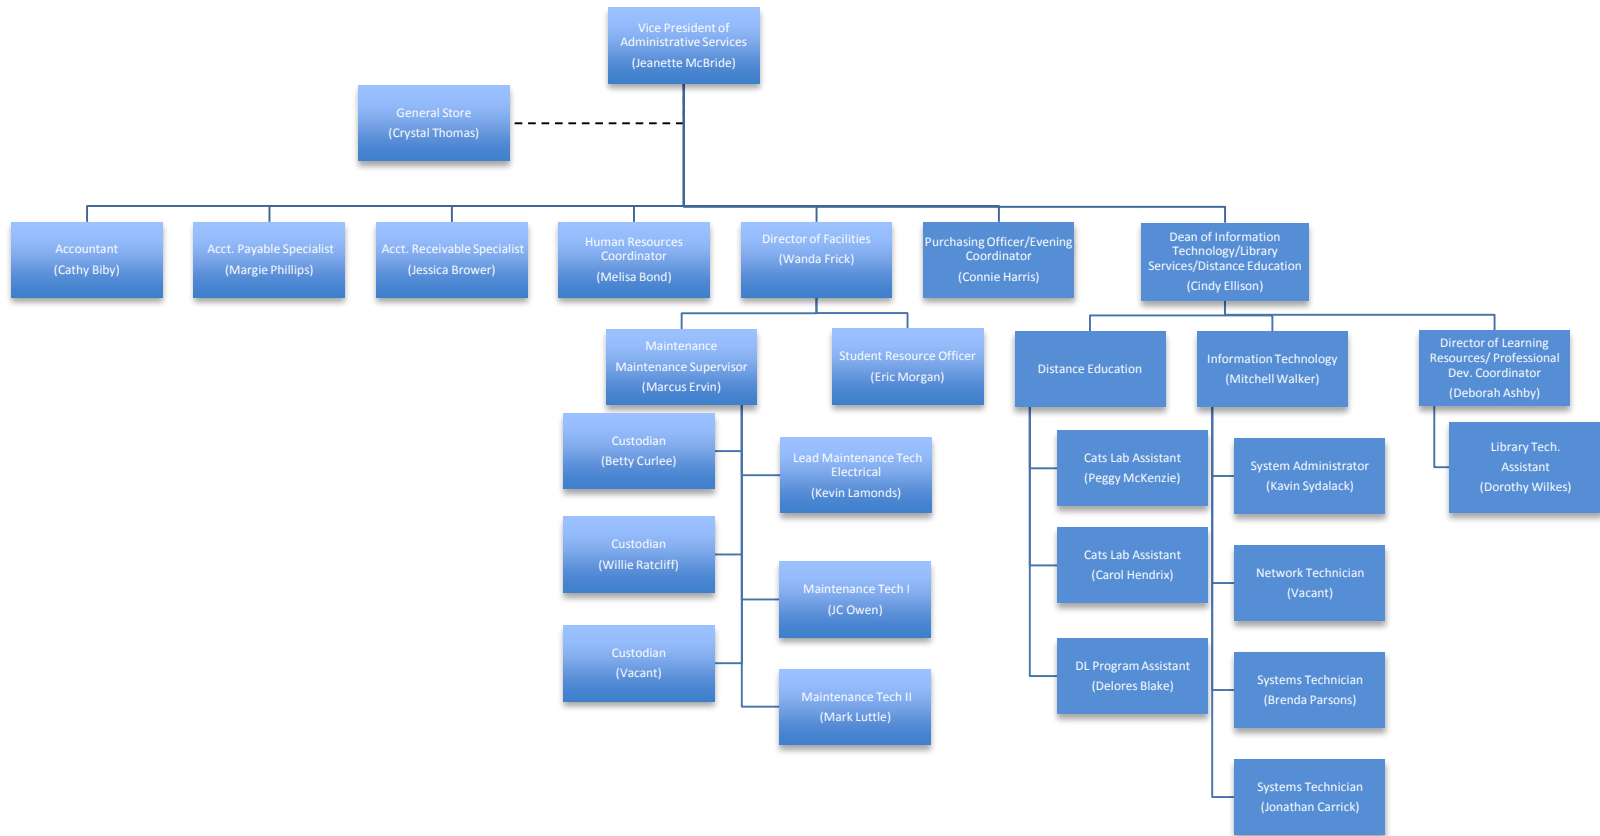 Vice President of
Administrative Services
(Jeanette McBride)
General Store
(Crystal Thomas)
Accountant
(Cathy Biby)
Acct. Payable Specialist
(Margie Phillips)
Acct. Receivable Specialist
(Jessica Brower)
Human Resources
Coordinator
(Melisa Bond)
Director of Facilities
(Wanda Frick)
Purchasing Officer/Evening
Coordinator
(Connie Harris)
Dean of Information
Technology/Library
Services/Distance Education
(Cindy Ellison)
Maintenance
Maintenance Supervisor
(Marcus Ervin)
Student Resource Officer
(Eric Morgan)
Distance Education
Information Technology
(Mitchell Walker)
Director of Learning
Resources/ Professional
Dev. Coordinator
(Deborah Ashby)
Custodian
(Betty Curlee)
Lead Maintenance Tech
Electrical
(Kevin Lamonds)
Cats Lab Assistant
(Peggy McKenzie)
System Administrator
(Kavin Sydalack)
Library Tech.
Assistant
(Dorothy Wilkes)
Custodian
(Willie Ratcliff)
Maintenance Tech I
(JC Owen)
Cats Lab Assistant
(Carol Hendrix)
Network Technician
(Vacant)
Custodian
(Vacant)
Maintenance Tech II
(Mark Luttle)
DL Program Assistant
(Delores Blake)
Systems Technician
(Brenda Parsons)
Systems Technician
(Jonathan Carrick)